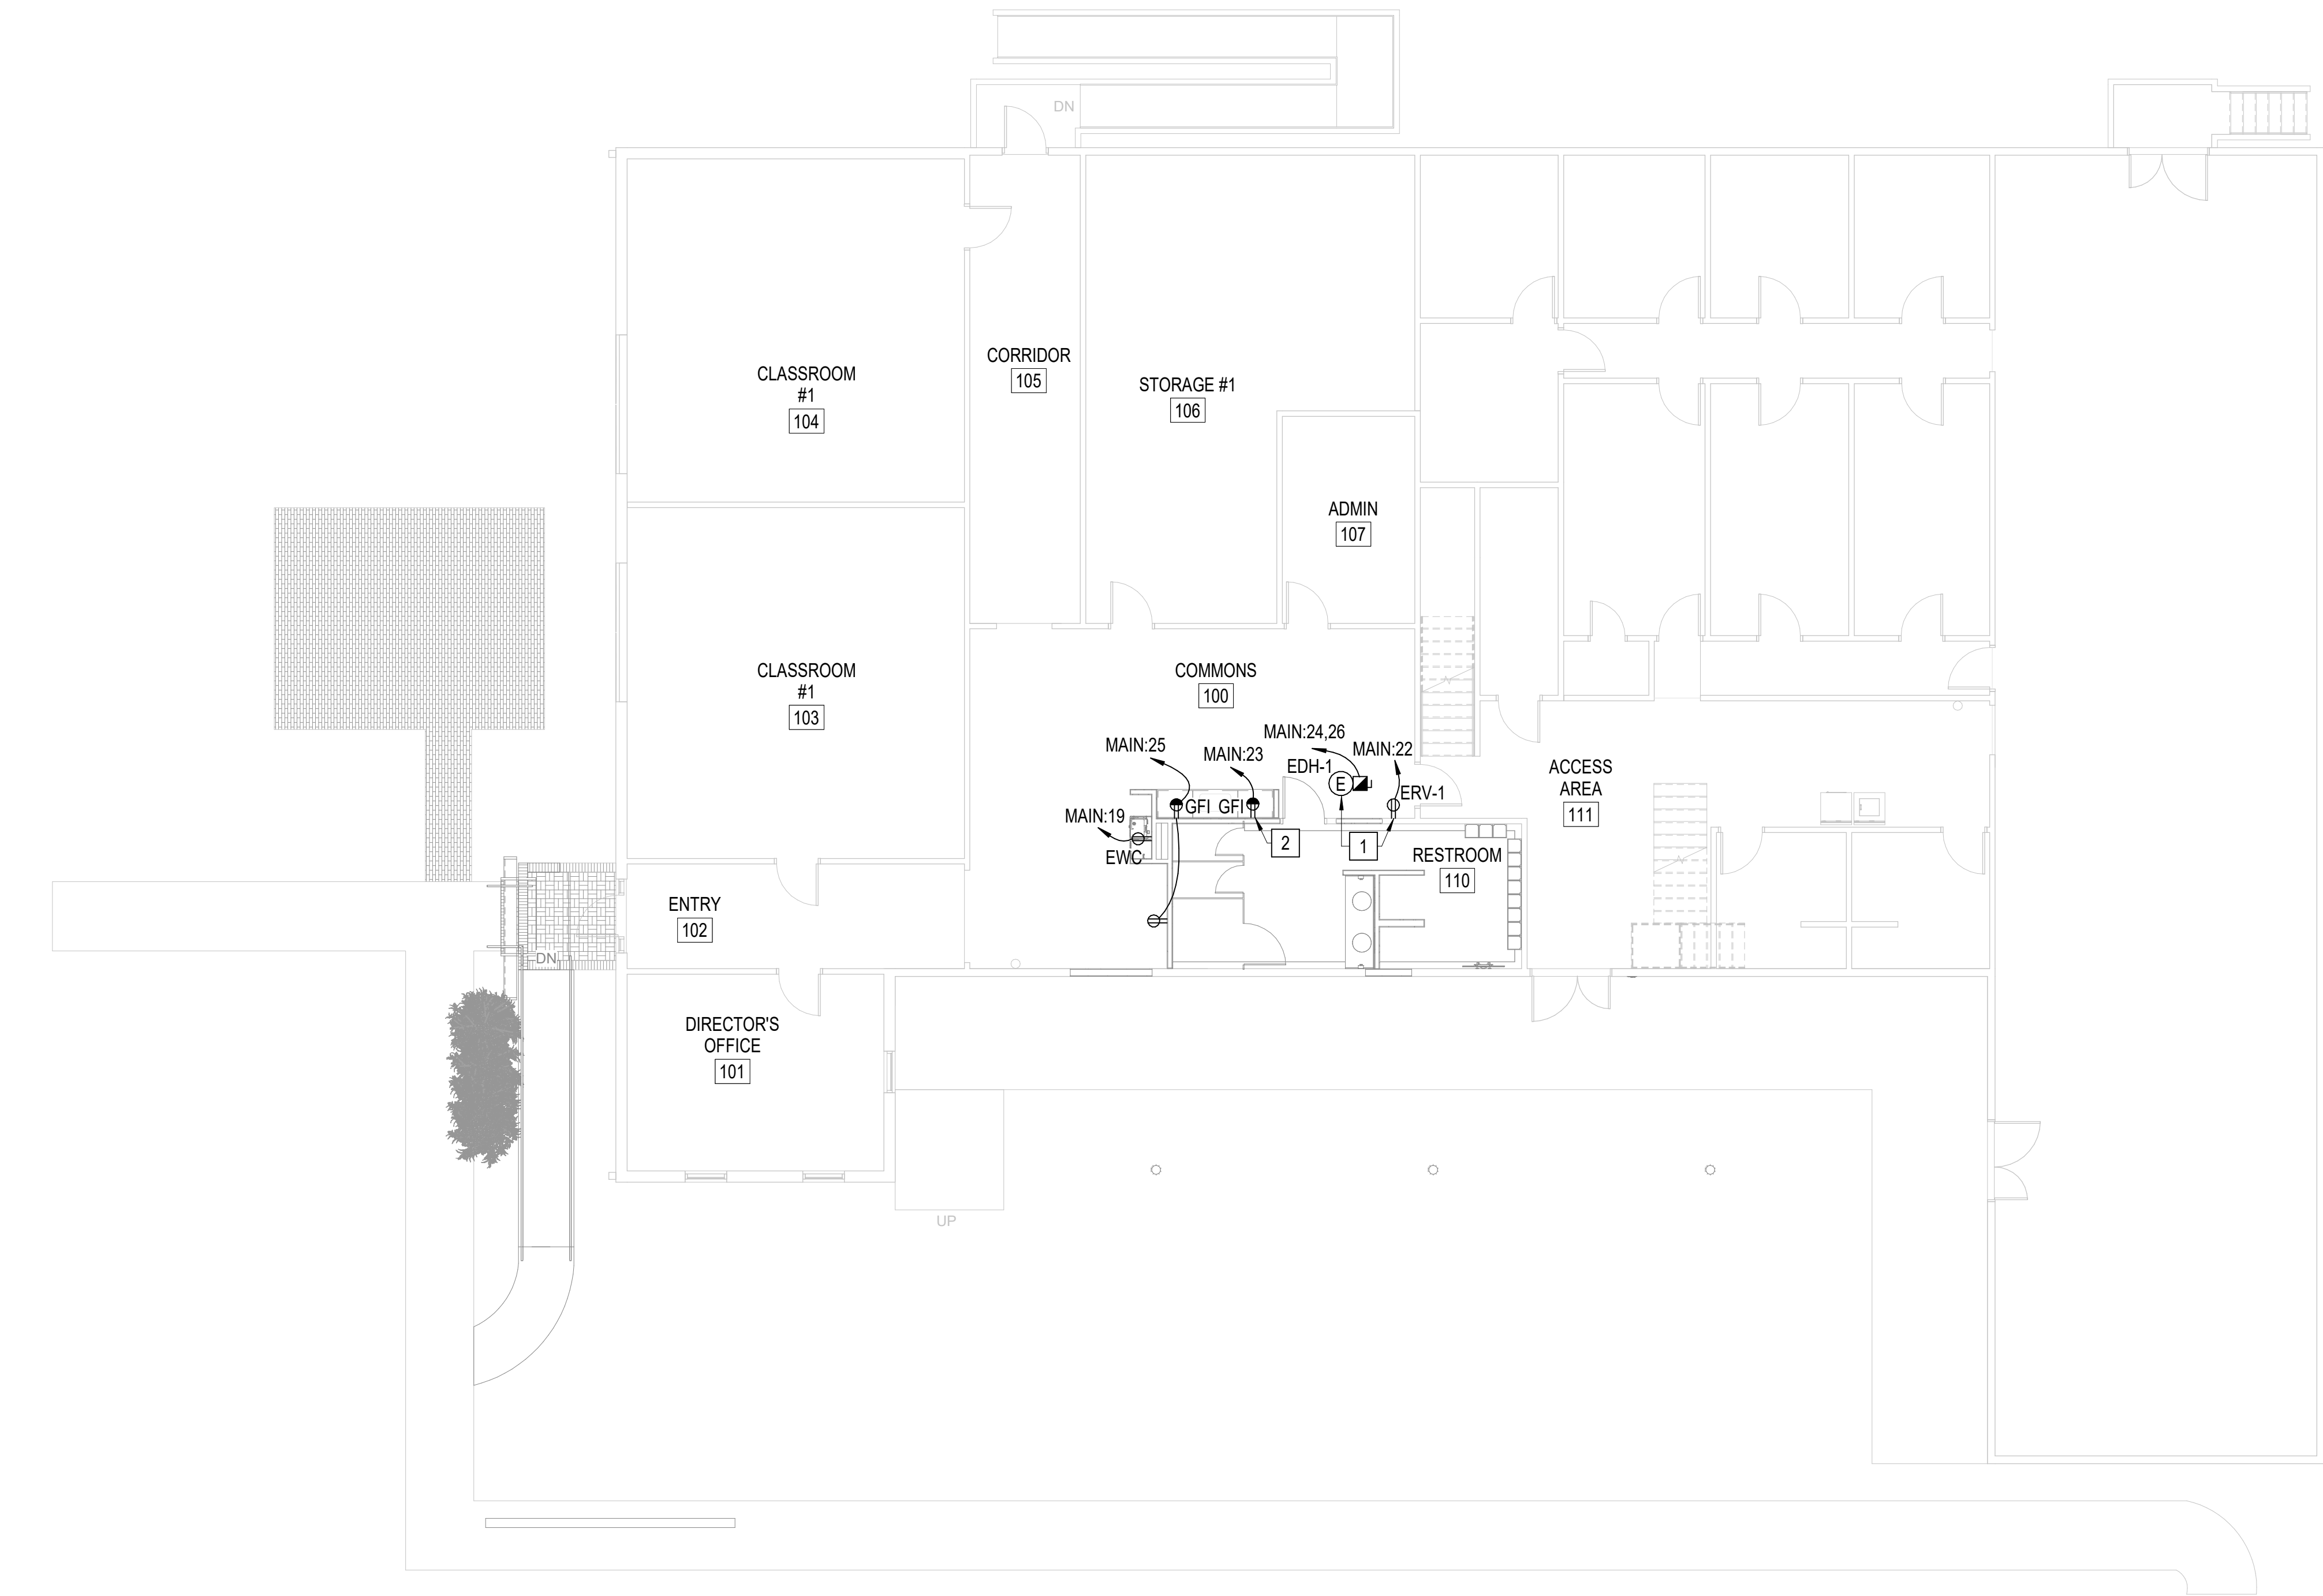 DN
CLASSROOM
#1
104
CORRIDOR
105
STORAGE #1
106
ADMIN
107
CLASSROOM
#1
103
COMMONS
100
MAIN:25
MAIN:23
MAIN:24,26
MAIN:22
EDH-1
E
ERV-1
GFI
GFI
MAIN:19
EWC
2
1
RESTROOM
110
ACCESS
AREA
111
ENTRY
102
DN
DIRECTOR'S
OFFICE
101
UP